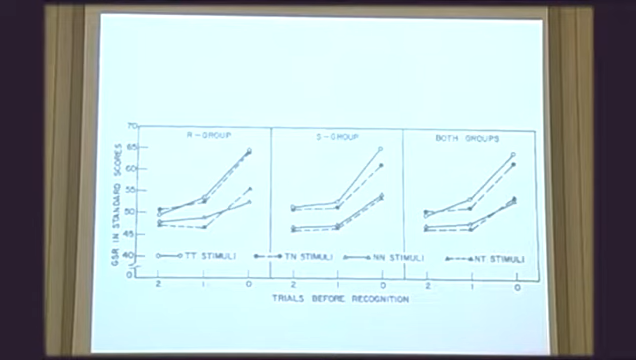 70
R-GROUP S-GROUP BOTH GROUPS
65
60
55
50
45
40
0
GSR IN STANDARD SCORES
TT STIMULI TN STIMULI NN STIMULI NT STIMULI
2 1 0 2 1 0 2 1 0
TRIALS BEFORE RECOGNITION